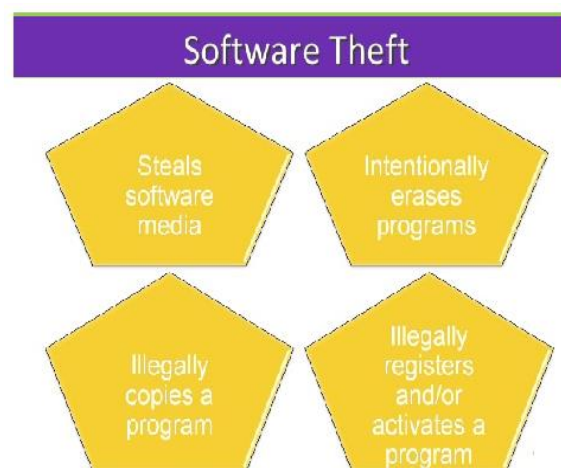 Software Theft
Steals
software
media
Intentionally
erases
programs
Illegally
copies a
program
Illegally
registers
and/or
activates a
program